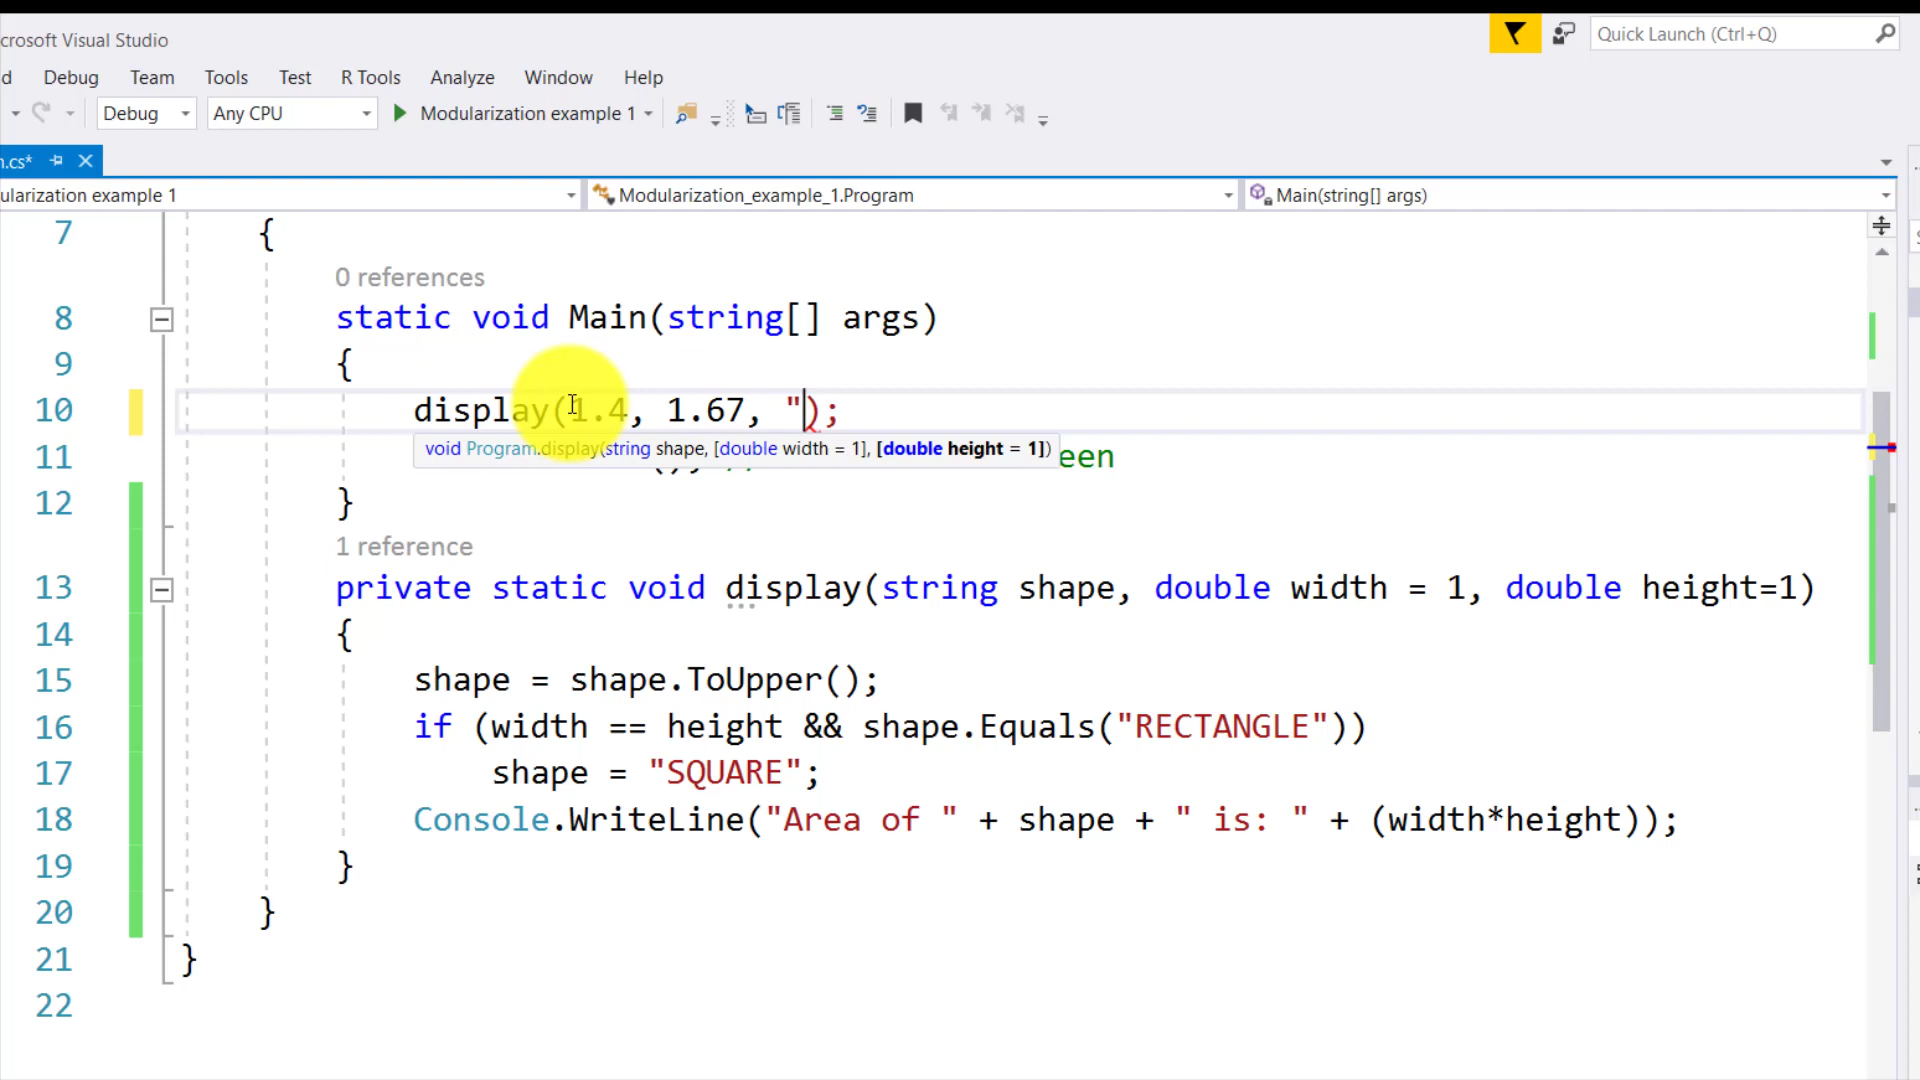 crosoft Visual Studio
Quick Launch (Ctrl+Q)
d Debug Team Tools Test R Tools Analyze Window Help
Debug Any CPU Modularization example 1
n.cs*
ularization example 1 Modularization_example_1.Program Main(string[] args)
7 {
0 references
8 static void Main(string[] args)
9 {
10 display(1.4, 1.67, ");
void Program.display(string shape, [double width = 1], [double height = 1])
11 een
12 }
1 reference
13 private static void display(string shape, double width = 1, double height=1)
14 {
15 shape = shape.ToUpper();
16 if (width == height && shape.Equals("RECTANGLE"))
17 shape = "SQUARE";
18 Console.WriteLine("Area of " + shape + " is: " + (width*height));
19 }
20 }
21 }
22